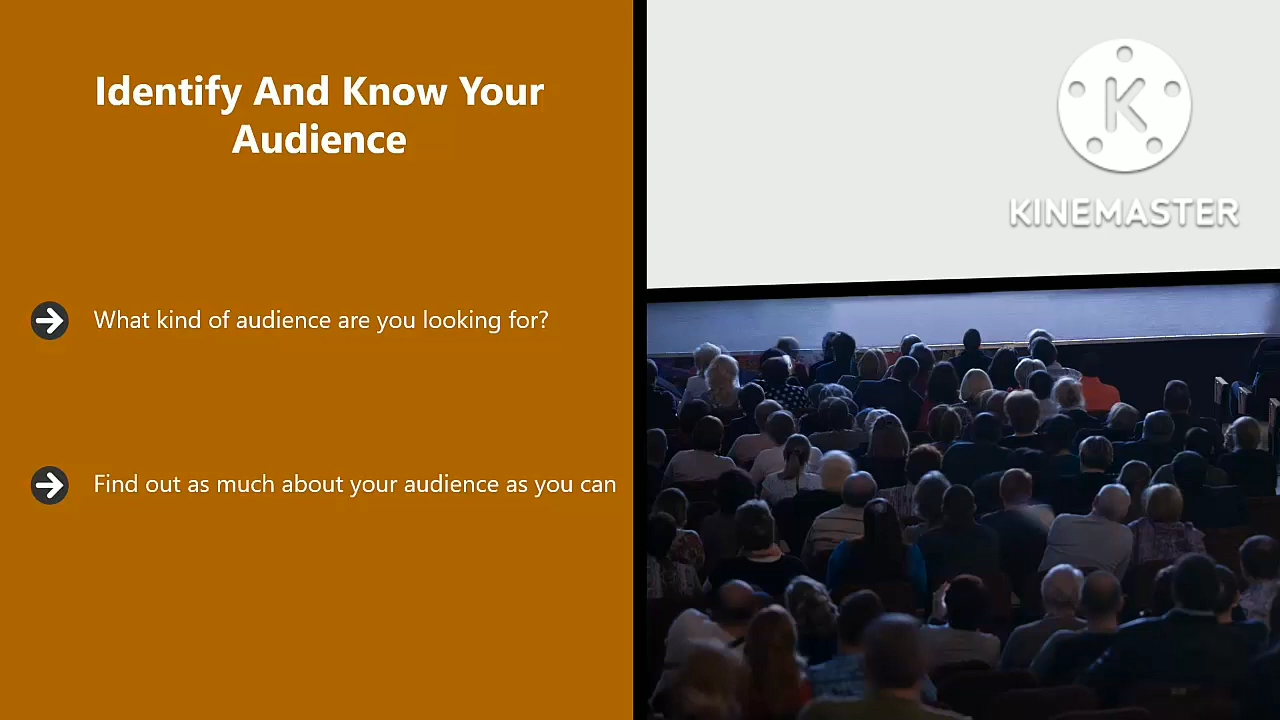 Identify And Know Your
Audience
What kind of audience are you looking for?
Find out as much about your audience as you can
K
KINEMASTER